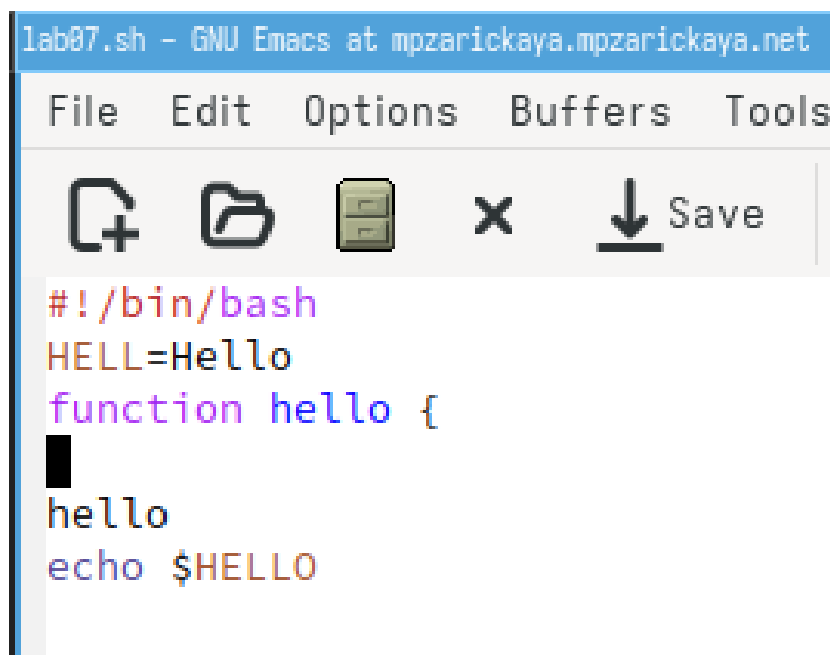 lab07.sh – GNU Emacs at mpzarickaya.mpzarickaya.net
File Edit Options Buffers Tools
Save
#!/bin/bash
HELL=Hello
function hello {
hello
echo $HELLO